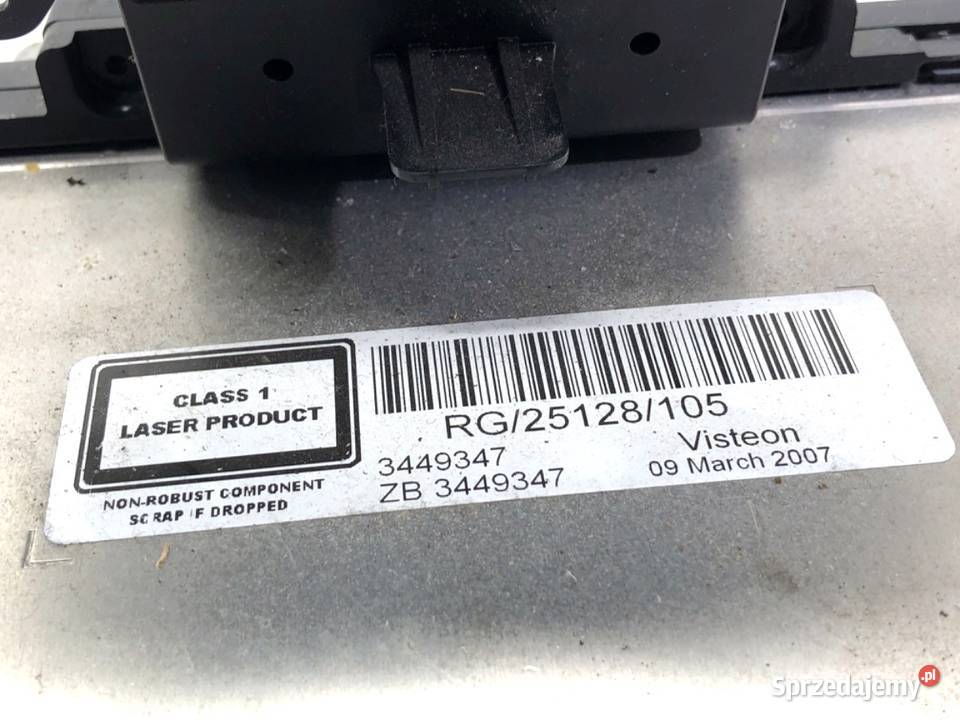 CLASS 1
LASER PRODUCT
NON-ROBUST COMPONENT
SCRAP IF DROPPED
RG/25128/105
3449347
ZB 3449347
Visteon
09 March 2007
Sprzedajemy.pl